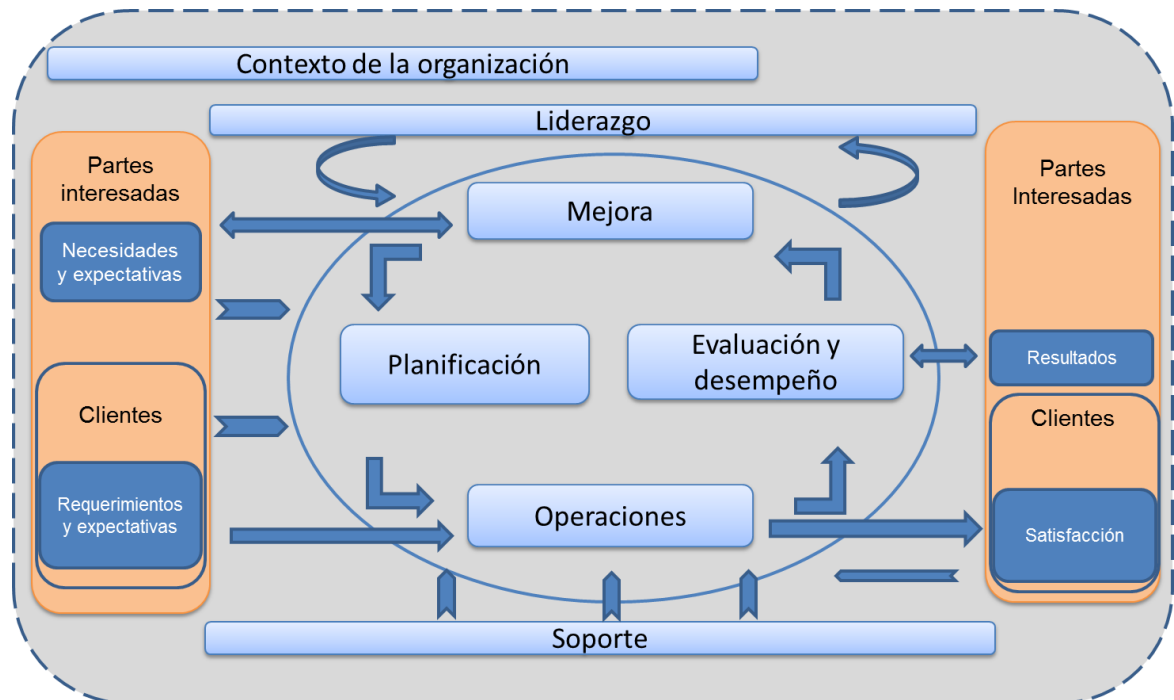 Contexto de la organización
Liderazgo
Partes
interesadas
Necesidades
y expectativas
Clientes
Requerimientos
y expectativas
Mejora
Planificación
Evaluación y
desempeño
Operaciones
Partes
Interesadas
Resultados
Clientes
Satisfacción
Soporte